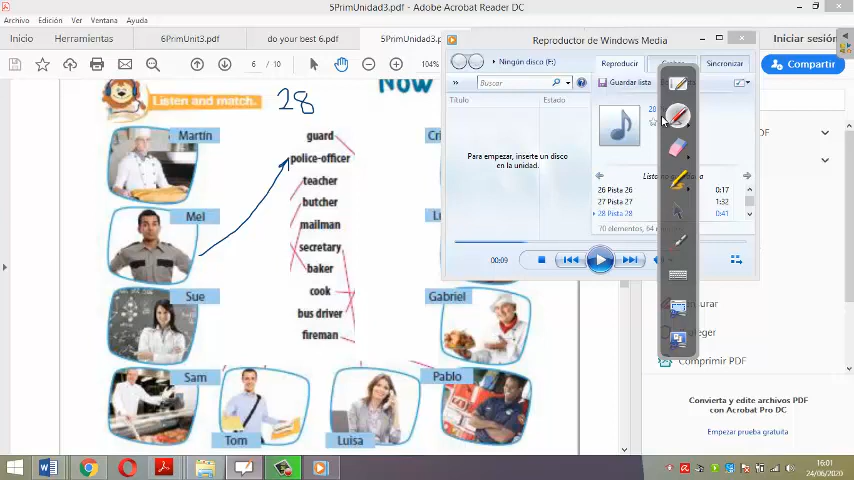 5PrimUnidad3.pdf - Adobe Acrobat Reader DC
Archivo
Ventana
Ayuda
Inicio
Herramientas
6PrimUnit3.pdf
do your best 6.pdf
5PrimUnidad3.p
Iniciar sesión
6 / 10
104%
Compartir
Now
Listen and match.
28
Martín
Mel
Sue
Sam
Tom
Luisa
Pablo
Gabriel
guard
police-officer
teacher
butcher
mailman
secretary
baker
cook
bus driver
fireman
Reproductor de Windows Media
Ningún disco (F:)
Reproducir
Sincronizar
Buscar
Guardar lista
Título
Estado
Para empezar, inserte un disco
en la unidad.
26 Pista 26
0:17
27 Pista 27
1:32
28 Pista 28
0:41
00:09
Comprimir PDF
Convierta y edite archivos PDF
con Acrobat Pro DC
Empezar prueba gratuita
16:01
24/06/2020